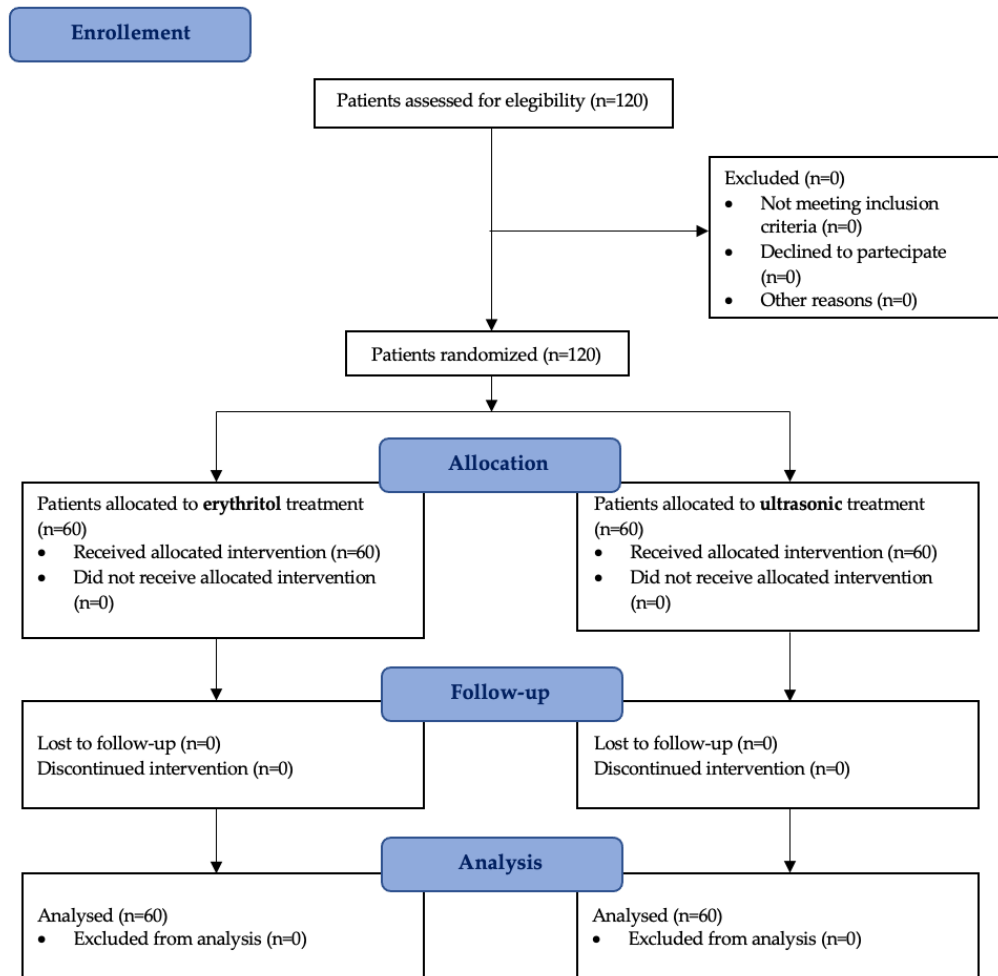 Enrollement
Patients assessed for elegibility (n=120)
Excluded (n=0)
• Not meeting inclusion
criteria (n=0)
• Declined to partecipate
(n=0)
• Other reasons (n=0)
Patients randomized (n=120)
Allocation
Patients allocated to erythritol treatment
(n=60)
• Received allocated intervention (n=60)
• Did not receive allocated intervention
(n=0)
Patients allocated to ultrasonic treatment
(n=60)
• Received allocated intervention (n=60)
• Did not receive allocated intervention
(n=0)
Follow-up
Lost to follow-up (n=0)
Discontinued intervention (n=0)
Lost to follow-up (n=0)
Discontinued intervention (n=0)
Analysis
Analysed (n=60)
• Excluded from analysis (n=0)
Analysed (n=60)
• Excluded from analysis (n=0)